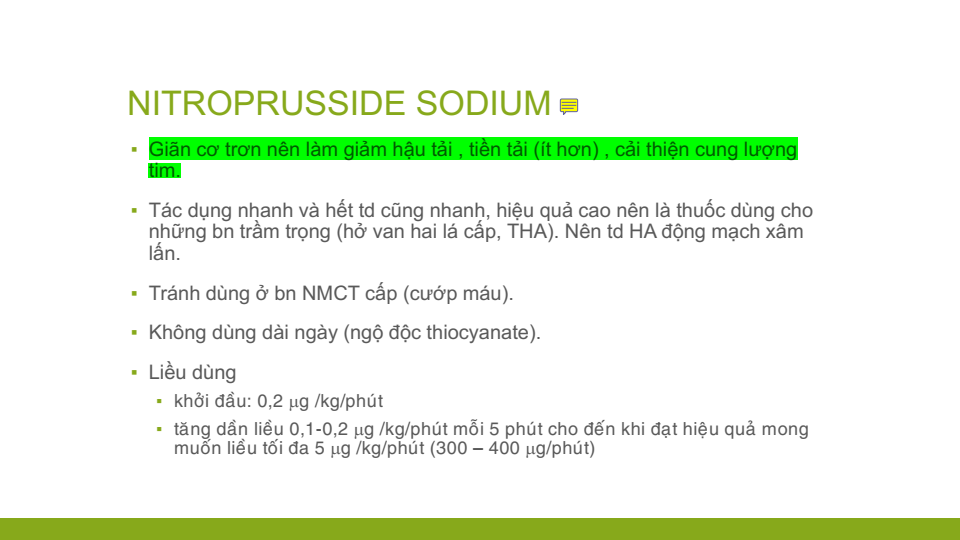 NITROPRUSSIDE SODIUM
▪ Giãn cơ trơn nên làm giảm hậu tải , tiền tải (ít hơn) , cải thiện cung lượng
tim.
▪ Tác dụng nhanh và hết td cũng nhanh, hiệu quả cao nên là thuốc dùng cho
những bn trầm trọng (hở van hai lá cấp, THA). Nên td HA động mạch xâm
lấn.
▪ Tránh dùng ở bn NMCT cấp (cướp máu).
▪ Không dùng dài ngày (ngộ độc thiocyanate).
▪ Liều dùng
▪ khởi đầu: 0,2 μg /kg/phút
▪ tăng dần liều 0,1-0,2 μg /kg/phút mỗi 5 phút cho đến khi đạt hiệu quả mong
muốn liều tối đa 5 μg /kg/phút (300 – 400 μg/phút)